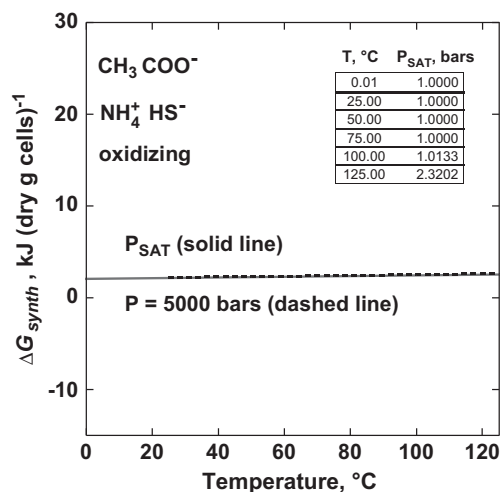 30
20
10
0
-10
ΔG synth , kJ (dry g cells)-1
CH3 COO-
NH4+ HS-
oxidizing
T, °C PSAT, bars
0.01 1.0000
25.00 1.0000
50.00 1.0000
75.00 1.0000
100.00 1.0133
125.00 2.3202
PSAT (solid line)
P = 5000 bars (dashed line)
0 20 40 60 80 100 120
Temperature, °C